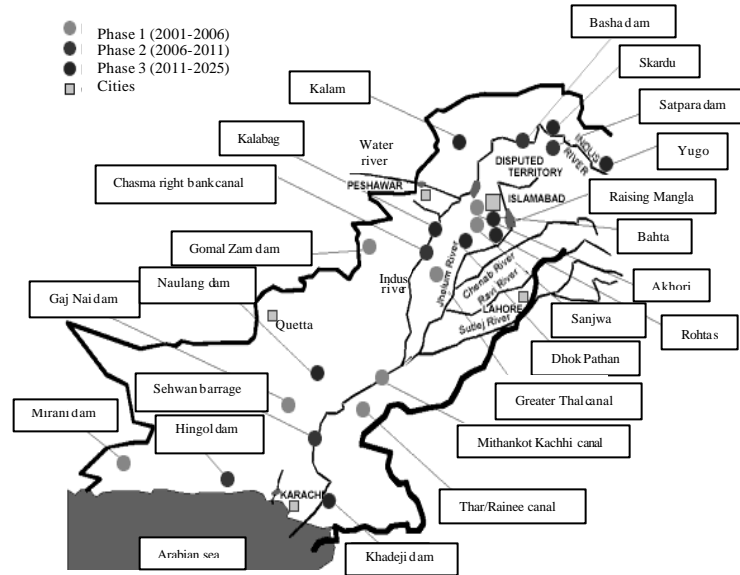 Phase 1 (2001-2006)
Phase 2 (2006-2011)
Phase 3 (2011-2025)
Cities
Basha dam
Skardu
Kalam
Satpara dam
Kalabag
Water
river
INDUS
RIVER
Yugo
DISPUTED
TERRITORY
Chasma right bank canal
PESHAWAR
ISLAMABAD
Raising Mangla
Bahta
Gomal Zam dam
Naulang dam
Indus
river
Jhelum River
Chenab River
Ravi River
Akhori
Gaj Nai dam
LAHORE
Sutlej River
Sanjwa
Rohtas
Quetta
Dhok Pathan
Sehwan barrage
Greater Thal canal
Mirani dam
Hingol dam
Mithankot Kachhi canal
KARACHI
Thar/Rainee canal
Arabian sea
Khadeji dam